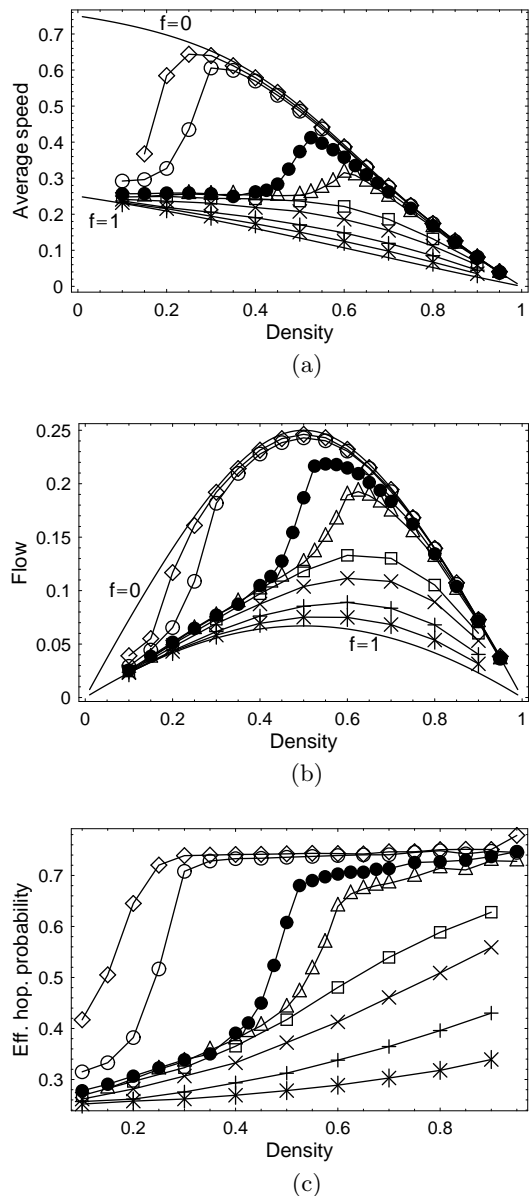 f=0
0.7
0.6
0.5
0.4
0.3
0.2
0.1
0
f=1
Average speed
0 0.2 0.4 0.6 0.8 1
Density
(a)
0.25
0.2
0.15
0.1
0.05
0
f=0
f=1
Flow
0 0.2 0.4 0.6 0.8 1
Density
(b)
0.7
0.6
0.5
0.4
0.3
Eff. hop. probability
0.2 0.4 0.6 0.8
Density
(c)